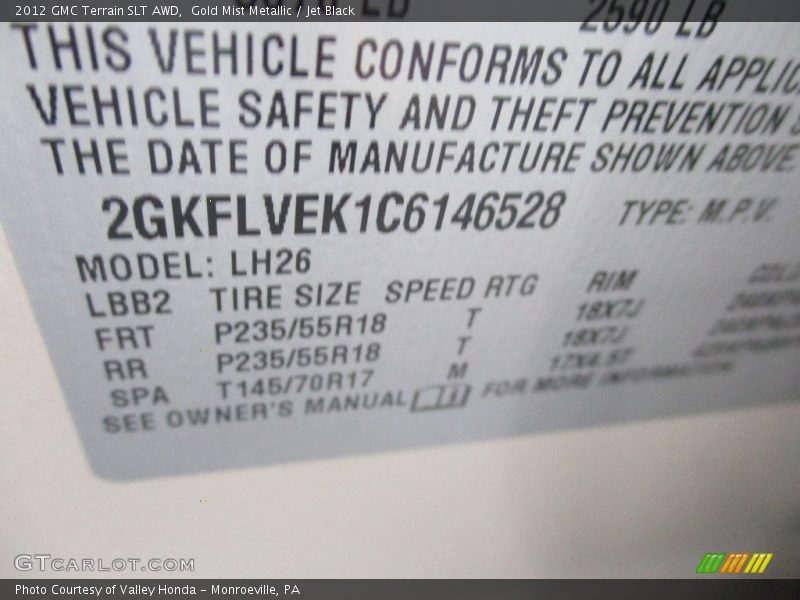 2012 GMC Terrain SLT AWD,  Gold Mist Metallic / Jet Black
2590 LB
THIS VEHICLE CONFORMS TO ALL APPLIC
VEHICLE SAFETY AND THEFT PREVENTION S
THE DATE OF MANUFACTURE SHOWN ABOVE
2GKFLVEK1C6146528 TYPE: M.P.V.
MODEL: LH26
LBB2 TIRE SIZE SPEED RTG RIM COLD
FRT P235/55R18 T 18X7J
RR P235/55R18 T 18X7J
SPA T145/70R17 M 17X4.5T
SEE OWNER'S MANUAL FOR MORE INFORMATION
GTCARLOT.COM
Photo Courtesy of Valley Honda – Monroeville, PA